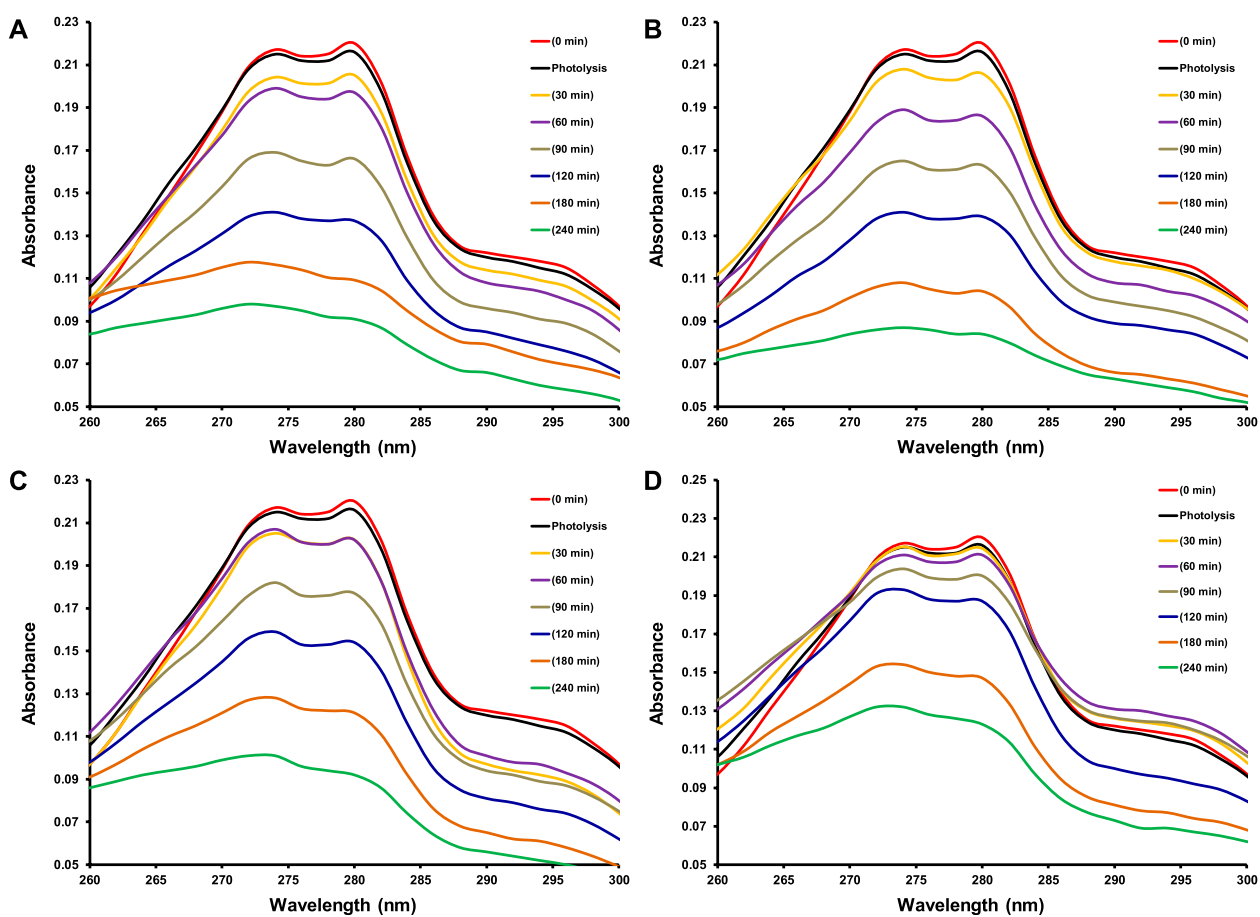 A
Absorbance
0.23
0.21
0.19
0.17
0.15
0.13
0.11
0.09
0.07
0.05
260 265 270 275 280 285 290 295 300
Wavelength (nm)
(0 min)
Photolysis
(30 min)
(60 min)
(90 min)
(120 min)
(180 min)
(240 min)
B
Absorbance
0.23
0.21
0.19
0.17
0.15
0.13
0.11
0.09
0.07
0.05
260 265 270 275 280 285 290 295 300
Wavelength (nm)
(0 min)
Photolysis
(30 min)
(60 min)
(90 min)
(120 min)
(180 min)
(240 min)
C
Absorbance
0.23
0.21
0.19
0.17
0.15
0.13
0.11
0.09
0.07
0.05
260 265 270 275 280 285 290 295 300
Wavelength (nm)
(0 min)
Photolysis
(30 min)
(60 min)
(90 min)
(120 min)
(180 min)
(240 min)
D
Absorbance
0.25
0.23
0.21
0.19
0.17
0.15
0.13
0.11
0.09
0.07
0.05
260 265 270 275 280 285 290 295 300
Wavelength (nm)
(0 min)
Photolysis
(30 min)
(60 min)
(90 min)
(120 min)
(180 min)
(240 min)